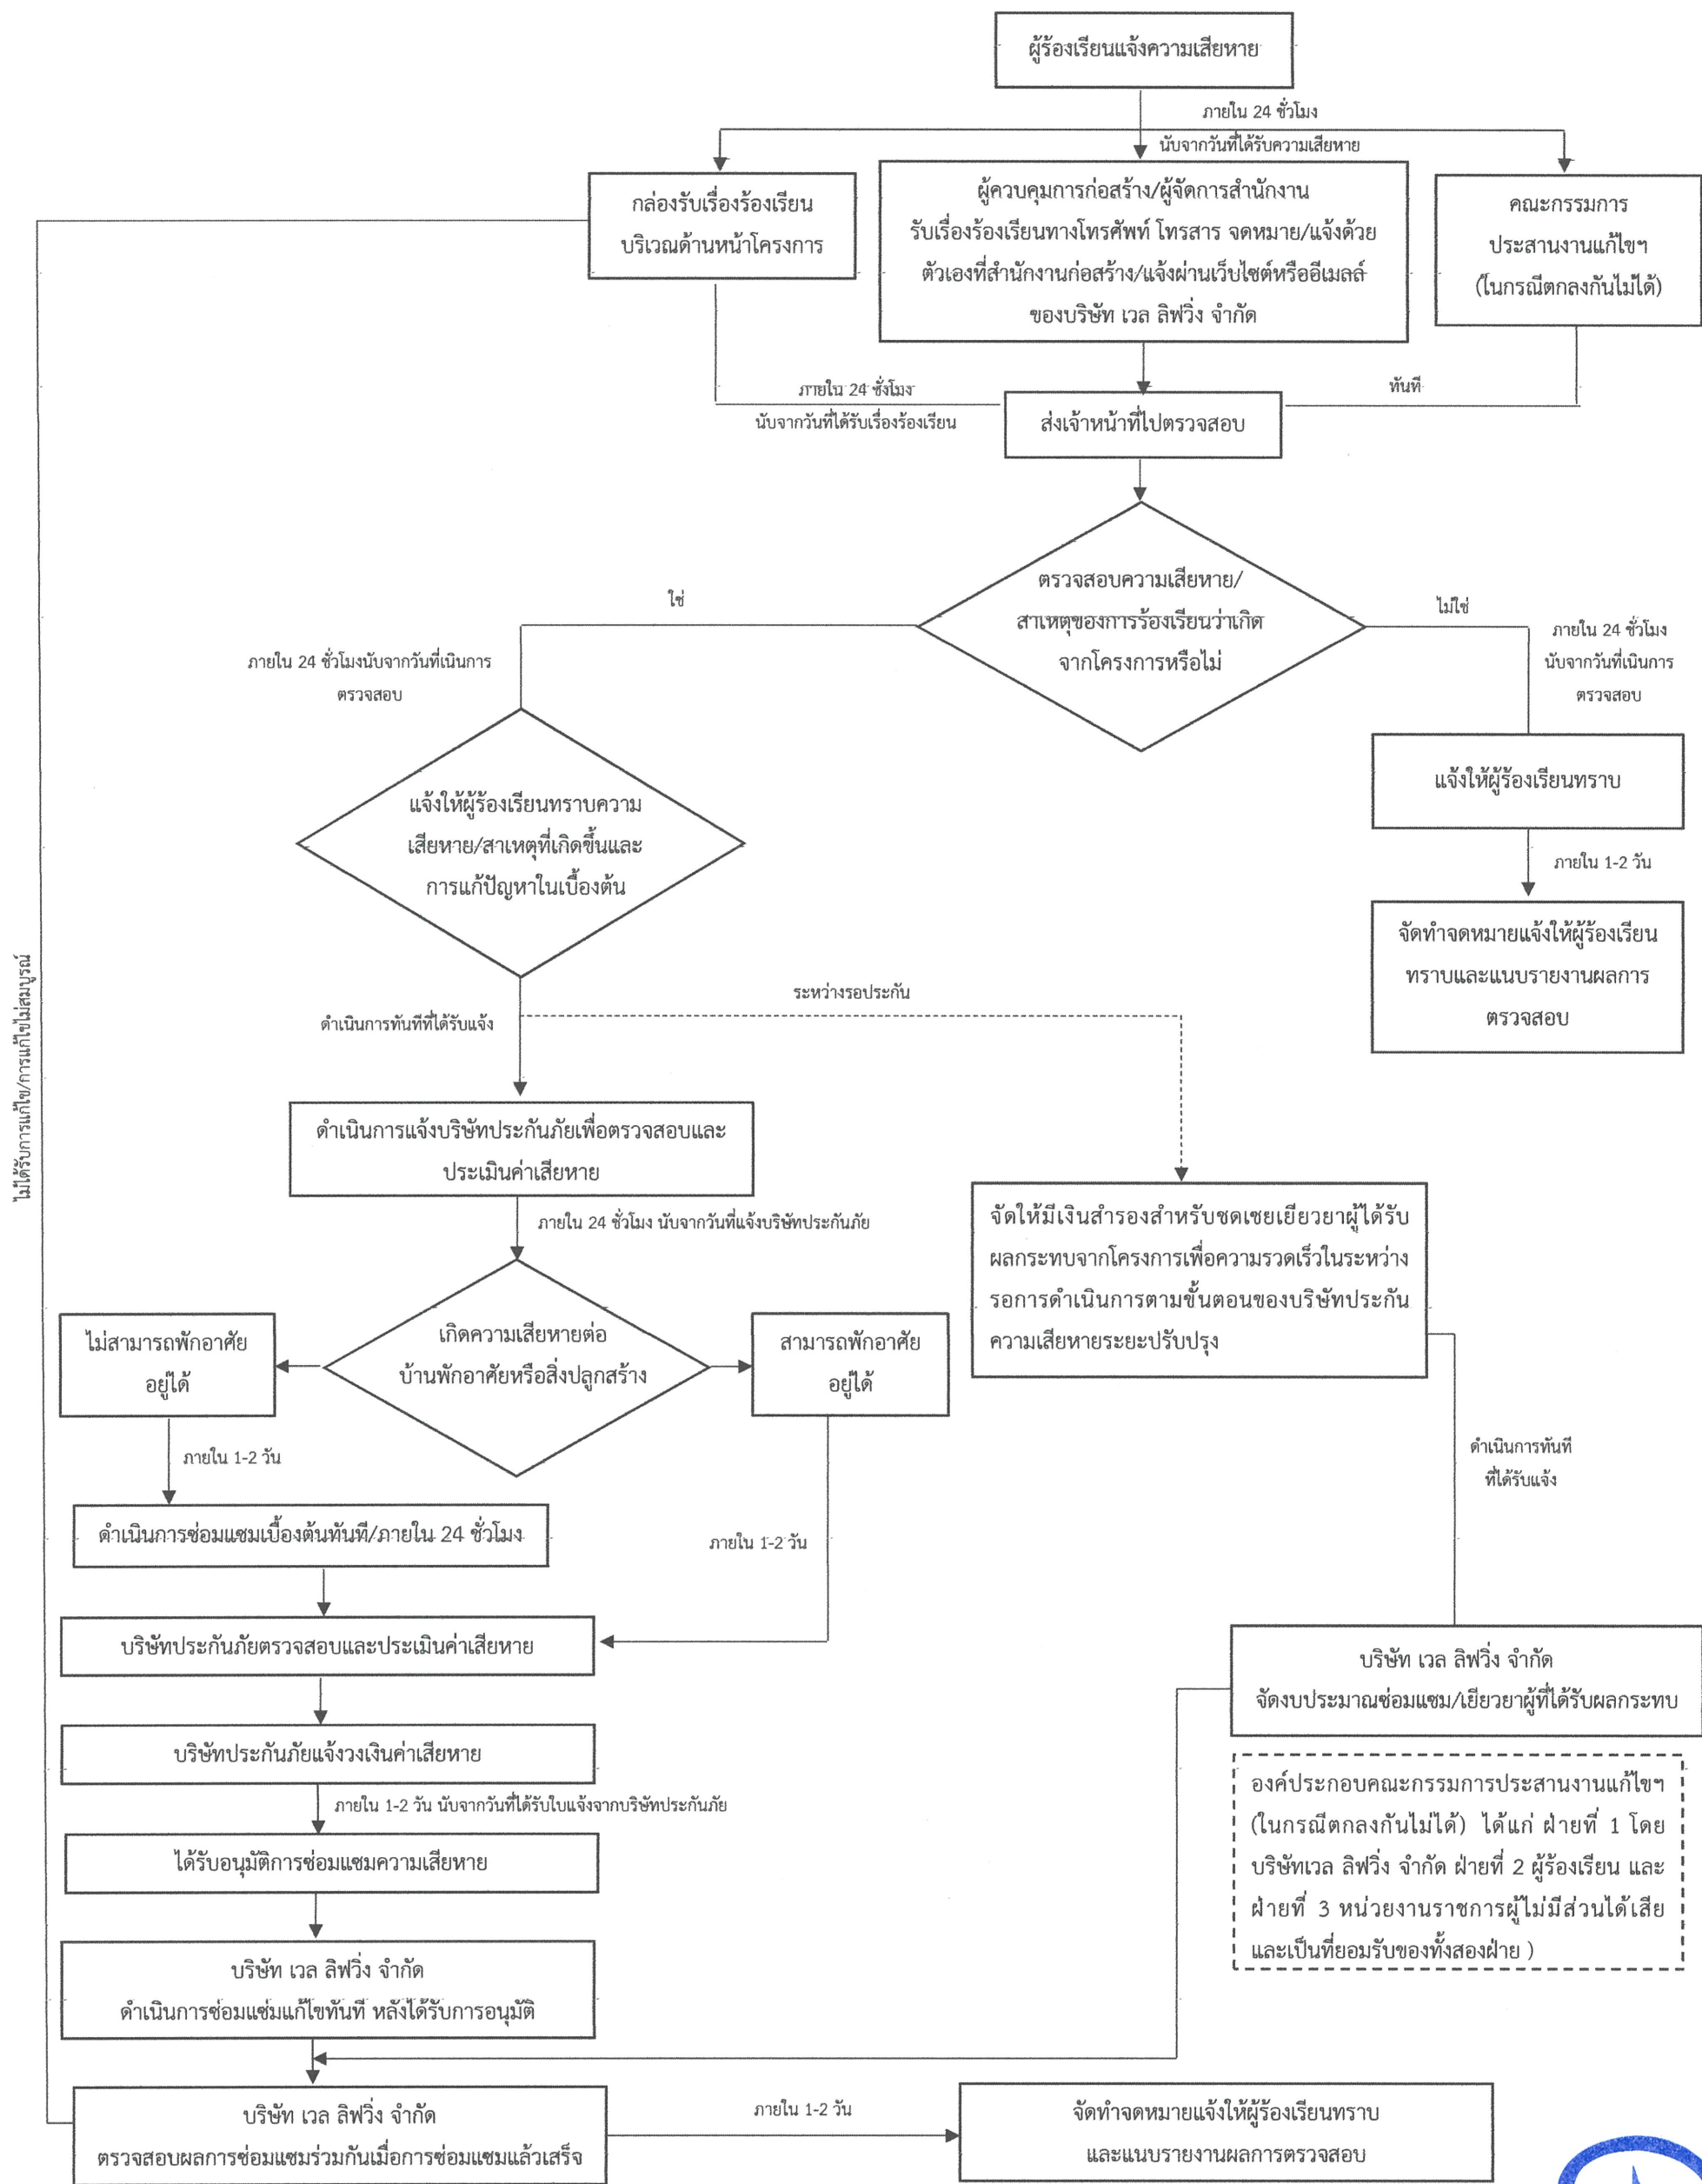 ผู้ร้องเรียนแจ้งความเสียหาย
ภายใน 24 ชั่วโมง
นับจากวันที่ได้รับความเสียหาย
กล่องรับเรื่องร้องเรียน
บริเวณด้านหน้าโครงการ
ผู้ควบคุมการก่อสร้าง/ผู้จัดการสำนักงาน
รับเรื่องร้องเรียนทางโทรศัพท์ โทรสาร จดหมาย/แจ้งด้วย
ตัวเองที่สำนักงานก่อสร้าง/แจ้งผ่านเว็บไซต์หรืออีเมลล์
ของบริษัท เวล ลิฟวิ่ง จำกัด
คณะกรรมการ
ประสานงานแก้ไขฯ
(ในกรณีตกลงกันไม่ได้)
ภายใน 24 ชั่งโมง
นับจากวันที่ได้รับเรื่องร้องเรียน
ทันที
ส่งเจ้าหน้าที่ไปตรวจสอบ
ตรวจสอบความเสียหาย/
สาเหตุของการร้องเรียนว่าเกิด
จากโครงการหรือไม่
ใช่
ไม่ใช่
ภายใน 24 ชั่วโมงนับจากวันที่เนินการ
ตรวจสอบ
ภายใน 24 ชั่วโมง
นับจากวันที่เนินการ
ตรวจสอบ
แจ้งให้ผู้ร้องเรียนทราบ
ภายใน 1-2 วัน
จัดทำจดหมายแจ้งให้ผู้ร้องเรียน
ทราบและแนบรายงานผลการ
ตรวจสอบ
แจ้งให้ผู้ร้องเรียนทราบความ
เสียหาย/สาเหตุที่เกิดขึ้นและ
การแก้ปัญหาในเบื้องต้น
ไม่ได้รับการแก้ไข/การแก้ไขไม่สมบูรณ์
ระหว่างรอประกัน
ดำเนินการทันทีที่ได้รับแจ้ง
ดำเนินการแจ้งบริษัทประกันภัยเพื่อตรวจสอบและ
ประเมินค่าเสียหาย
ภายใน 24 ชั่วโมง นับจากวันที่แจ้งบริษัทประกันภัย
จัดให้มีเงินสำรองสำหรับชดเชยเยียวยาผู้ได้รับ
ผลกระทบจากโครงการเพื่อความรวดเร็วในระหว่าง
รอการดำเนินการตามขั้นตอนของบริษัทประกัน
ความเสียหายระยะปรับปรุง
ไม่สามารถพักอาศัย
อยู่ได้
เกิดความเสียหายต่อ
บ้านพักอาศัยหรือสิ่งปลูกสร้าง
สามารถพักอาศัย
อยู่ได้
ภายใน 1-2 วัน
ดำเนินการทันที
ที่ได้รับแจ้ง
ดำเนินการซ่อมแซมเบื้องต้นทันที/ภายใน 24 ชั่วโมง
ภายใน 1-2 วัน
บริษัทประกันภัยตรวจสอบและประเมินค่าเสียหาย
บริษัท เวล ลิฟวิ่ง จำกัด
จัดงบประมาณซ่อมแซม/เยียวยาผู้ที่ได้รับผลกระทบ
บริษัทประกันภัยแจ้งวงเงินค่าเสียหาย
ภายใน 1-2 วัน นับจากวันที่ได้รับใบแจ้งจากบริษัทประกันภัย
องค์ประกอบคณะกรรมการประสานงานแก้ไขฯ
(ในกรณีตกลงกันไม่ได้) ได้แก่ ฝ่ายที่ 1 โดย
บริษัทเวล ลิฟวิ่ง จำกัด ฝ่ายที่ 2 ผู้ร้องเรียน และ
ฝ่ายที่ 3 หน่วยงานราชการผู้ไม่มีส่วนได้เสีย
และเป็นที่ยอมรับของทั้งสองฝ่าย )
ได้รับอนุมัติการซ่อมแซมความเสียหาย
บริษัท เวล ลิฟวิ่ง จำกัด
ดำเนินการซ่อมแซ่มแก้ไขทันที หลังได้รับการอนุมัติ
บริษัท เวล ลิฟวิ่ง จำกัด
ตรวจสอบผลการซ่อมแซมร่วมกันเมื่อการซ่อมแซมแล้วเสร็จ
ภายใน 1-2 วัน
จัดทำจดหมายแจ้งให้ผู้ร้องเรียนทราบ
และแนบรายงานผลการตรวจสอบ